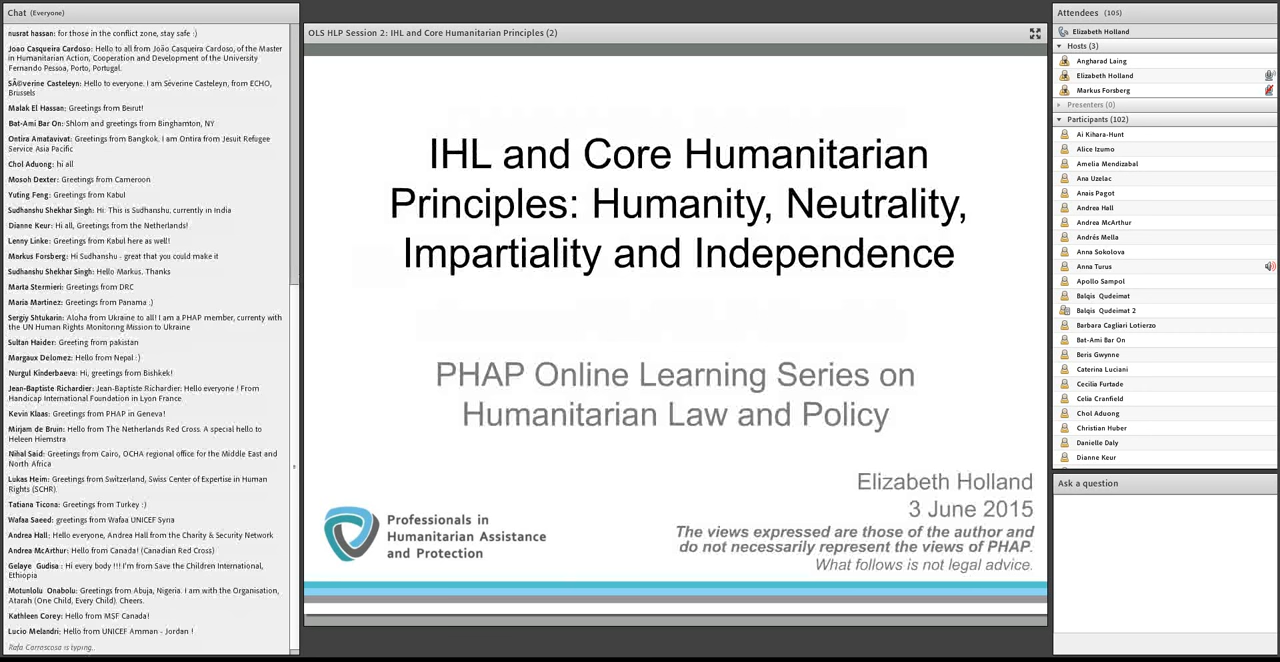 Chat (Everyone)
nusrat hassan: for those in the conflict zone, stay safe :)
Joao Casqueira Cardoso: Hello to all from João Casqueira Cardoso, of the Master
in Humanitarian Action, Cooperation and Development of the University
Fernando Pessoa, Porto, Portugal.
SÃ©verine Casteleyn: Hello to everyone. I am Séverine Casteleyn, from ECHO,
Brussels
Malak El Hassan: Greetings from Beirut!
Bat-Ami Bar On: Shlom and greetings from Binghamton, NY
Ontira Amatavivat: Greetings from Bangkok. I am Ontira from Jesuit Refugee
Service Asia Pacific
Chol Aduong: hi all
Mosoh Dexter: Greetings from Cameroon
Yuting Feng: Greetings from Kabul
Sudhanshu Shekhar Singh: Hi. This is Sudhanshu, currently in India
Dianne Keur: Hi all, Greetings from the Netherlands!
Lenny Linke: Greetings from Kabul here as well!
Markus Forsberg: Hi Sudhanshu - great that you could make it
Sudhanshu Shekhar Singh: Hello Markus. Thanks
Marta Stermieri: Greetings from DRC
Maria Martinez: Greetings from Panama :)
Sergiy Shtukarin: Aloha from Ukraine to all! I am a PHAP member, currenty with
the UN Human Rights Monitoring Mission to Ukraine
Sultan Haider: Greeting from pakistan
Margaux Delomez: Hello from Nepal :)
Nurgul Kinderbaeva: Hi, greetings from Bishkek!
Jean-Baptiste Richardier: Jean-Baptiste Richardier: Hello everyone ! From
Handicap International Foundation in Lyon France
Kevin Klaas: Greetings from PHAP in Geneva!
Mirjam de Bruin: Hello from The Netherlands Red Cross. A special hello to
Heleen Hiemstra
Nihal Said: Greetings from Cairo, OCHA regional office for the Middle East and
North Africa
Lukas Heim: Greetings from Switzerland, Swiss Center of Expertise in Human
Rights (SCHR).
Tatiana Ticona: Greetings from Turkey :)
Wafaa Saeed: greetings from Wafaa UNICEF Syria
Andrea Hall: Hello everyone, Andrea Hall from the Charity & Security Network
Andrea McArthur: Hello from Canada! (Canadian Red Cross)
Gelaye Gudisa : Hi every body !!! I'm from Save the Children International,
Ethiopia
Motunlolu Onabolu: Greetings from Abuja, Nigeria. I am with the Organisation,
Atarah (One Child, Every Child). Cheers.
Kathleen Corey: Hello from MSF Canada!
Lucio Melandri: Hello from UNICEF Amman - Jordan !
Rafa Carrascosa is typing..
OLS HLP Session 2: IHL and Core Humanitarian Principles (2)
IHL and Core Humanitarian
Principles: Humanity, Neutrality,
Impartiality and Independence
PHAP Online Learning Series on
Humanitarian Law and Policy
Elizabeth Holland
3 June 2015
The views expressed are those of the author and
do not necessarily represent the views of PHAP.
What follows is not legal advice.
Professionals in
Humanitarian Assistance
and Protection
Attendees (105)
Elizabeth Holland
Hosts (3)
Angharad Laing
Elizabeth Holland
Markus Forsberg
Presenters (0)
Participants (102)
Ai Kihara-Hunt
Alice Izumo
Amelia Mendizabal
Ana Uzelac
Anais Pagot
Andrea Hall
Andrea McArthur
Andrés Mella
Anna Sokolova
Anna Turus
Apollo Sampol
Balqis Qudeimat
Balqis Qudeimat 2
Barbara Cagliari Lotierzo
Bat-Ami Bar On
Beris Gwynne
Caterina Luciani
Cecilia Furtade
Celia Cranfield
Chol Aduong
Christian Huber
Danielle Daly
Dianne Keur
Ask a question